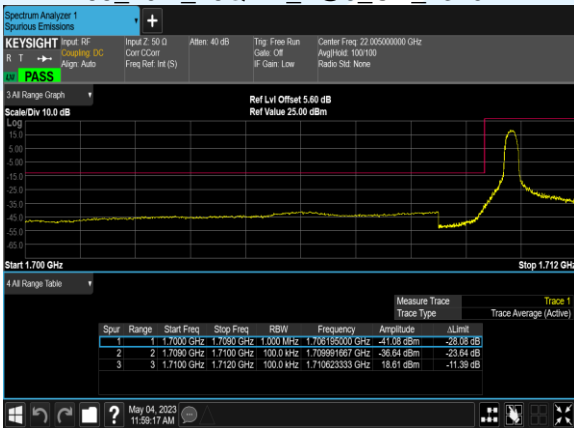 Spectrum Analyzer 1
Spurious Emissions
+
KEYSIGHT Input: RF Input Z: 50 Ω Atten: 40 dB Trig: Free Run Center Freq: 22.005000000 GHz
R T Coupling: DC Corr CCorr Gate: Off Avg|Hold: 100/100
Align: Auto Freq Ref: Int (S) IF Gain: Low Radio Std: None
PASS
3 All Range Graph
Ref Lvl Offset 5.60 dB
Scale/Div 10.0 dB Ref Value 25.00 dBm
Log
15.0
5.00
-5.00
-15.0
-25.0
-35.0
-45.0
-55.0
-65.0
Start 1.700 GHz Stop 1.712 GHz
4 All Range Table
Measure Trace Trace 1
Trace Type Trace Average (Active)
Spur Range Start Freq Stop Freq RBW Frequency Amplitude ΔLimit
1 1 1.7000 GHz 1.7090 GHz 1.000 MHz 1.706195000 GHz -41.08 dBm -28.08 dB
2 2 1.7090 GHz 1.7100 GHz 100.0 kHz 1.709991667 GHz -36.64 dBm -23.64 dB
3 3 1.7100 GHz 1.7120 GHz 100.0 kHz 1.710623333 GHz 18.61 dBm -11.39 dB
? May 04, 2023
11:59:17 AM